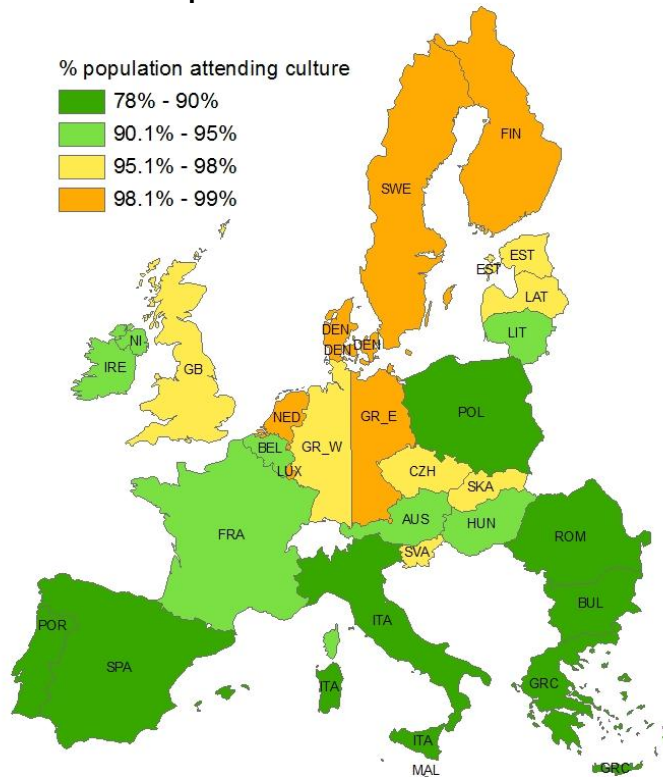 % population attending culture
78% - 90%
90.1% - 95%
95.1% - 98%
98.1% - 99%
FIN
SWE
EST
EST
LAT
DEN
DEN
DEN
LIT
NI
IRE
GB
NED
GR_E
POL
BEL
GR_W
LUX
CZH
SKA
AUS
HUN
FRA
SVA
ROM
BUL
POR
ITA
SPA
ITA
GRC
ITA
MAL
GRC